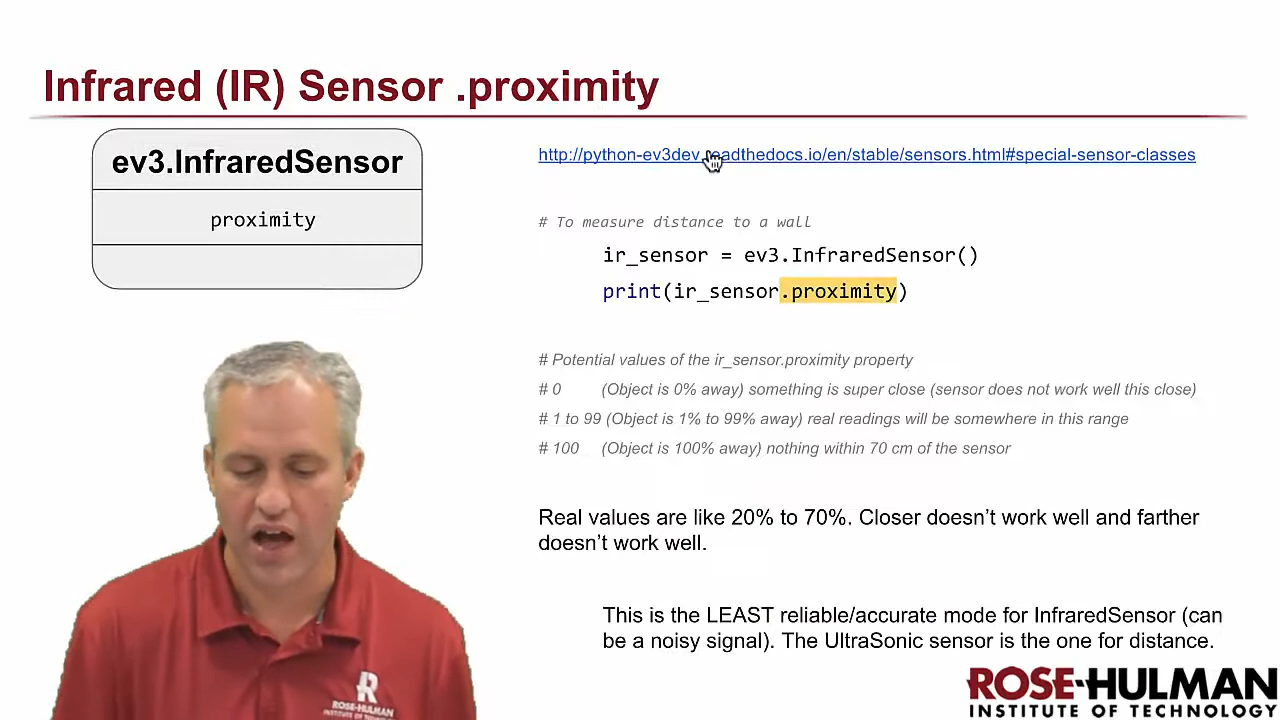 Infrared (IR) Sensor .proximity
ev3.InfraredSensor
proximity
http://python-ev3dev.readthedocs.io/en/stable/sensors.html#special-sensor-classes
# To measure distance to a wall
ir_sensor = ev3.InfraredSensor()
print(ir_sensor.proximity)
# Potential values of the ir_sensor.proximity property
# 0 (Object is 0% away) something is super close (sensor does not work well this close)
# 1 to 99 (Object is 1% to 99% away) real readings will be somewhere in this range
# 100 (Object is 100% away) nothing within 70 cm of the sensor
Real values are like 20% to 70%. Closer doesn't work well and farther
doesn't work well.
This is the LEAST reliable/accurate mode for InfraredSensor (can
be a noisy signal). The UltraSonic sensor is the one for distance.
ROSE-HULMAN
INSTITUTE OF TECHNOLOGY
R
ROSE-HULMAN
INSTITUTE OF TECHNOLOGY